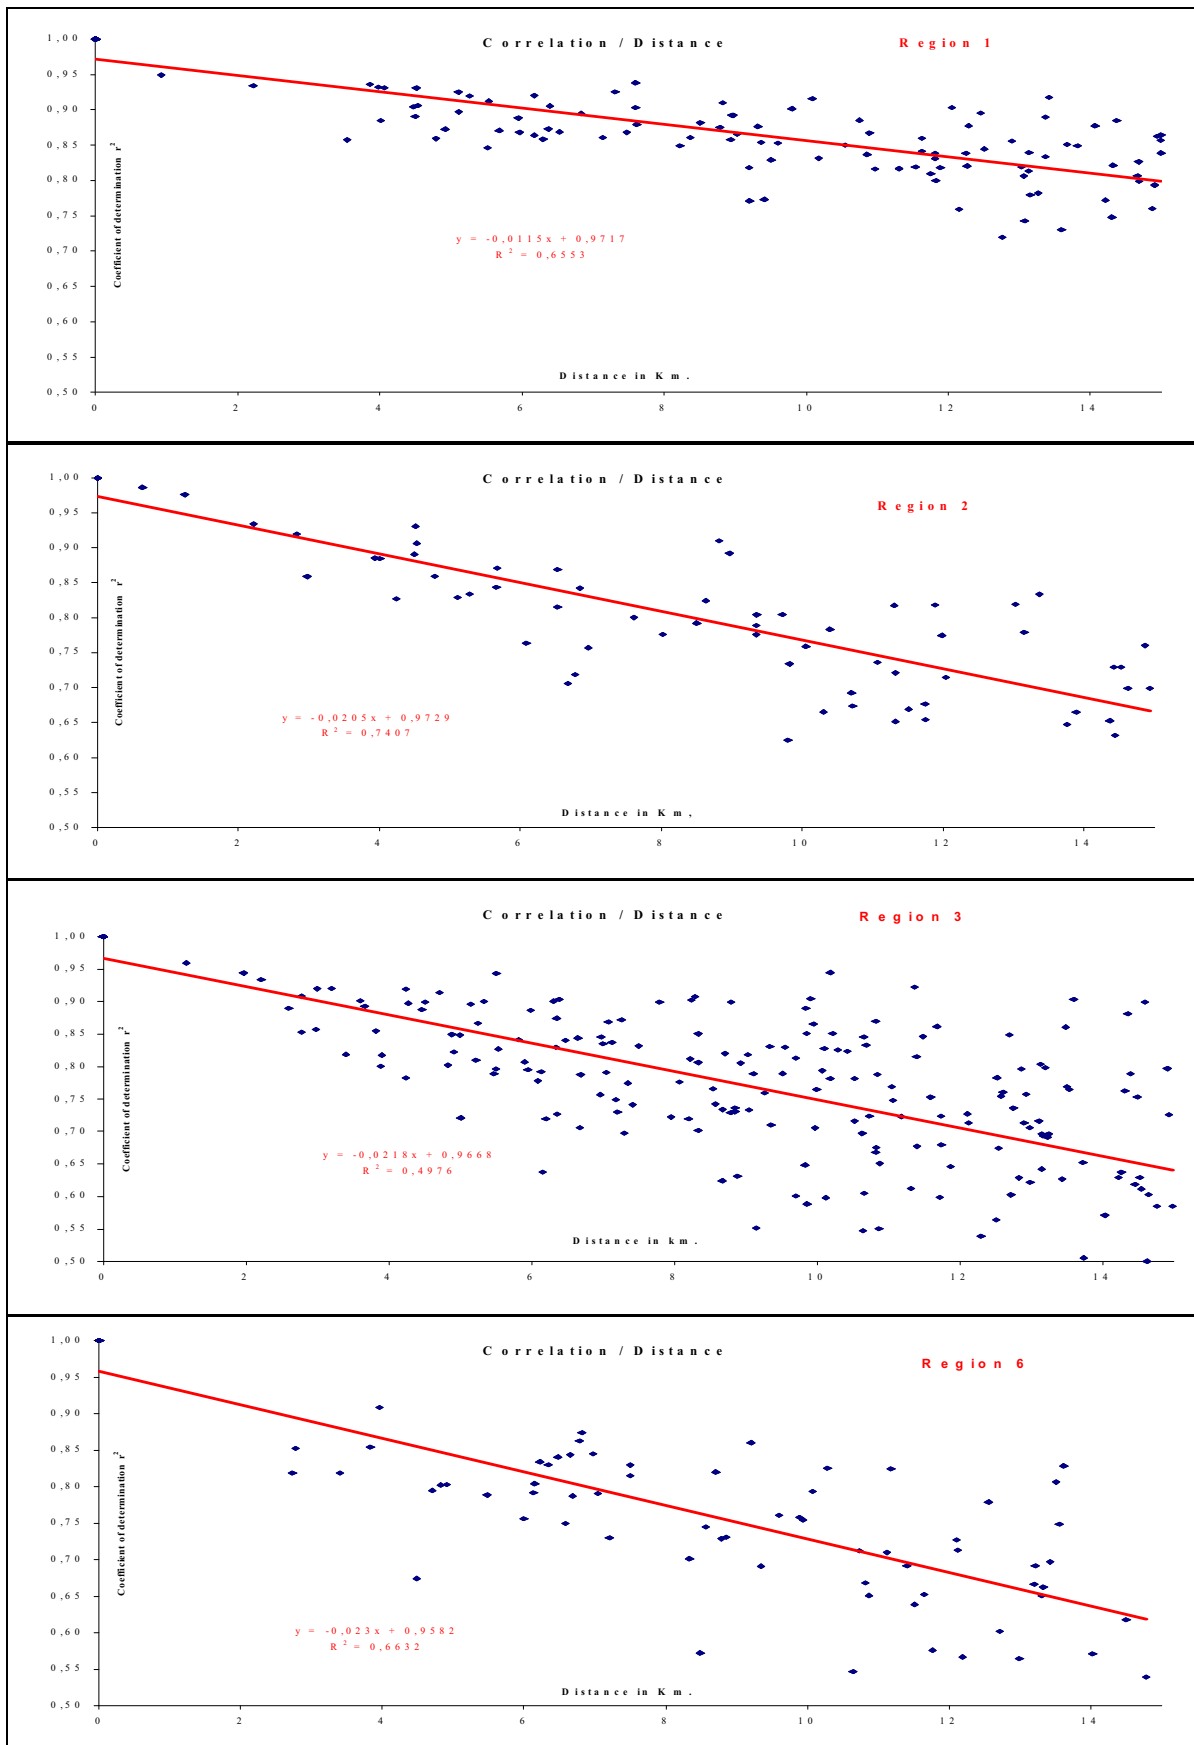 Correlation / Distance
Region 1
1,00
0,95
0,90
0,85
0,80
0,75
0,70
0,65
0,60
0,55
0,50
Coefficient of determination r²
y = -0,0115x + 0,9717
R² = 0,6553
Distance in Km.
0 2 4 6 8 10 12 14
Correlation / Distance
Region 2
1,00
0,95
0,90
0,85
0,80
0,75
0,70
0,65
0,60
0,55
0,50
Coefficient of determination r²
y = -0,0205x + 0,9729
R² = 0,7407
Distance in Km,
0 2 4 6 8 10 12 14
Correlation / Distance
Region 3
1,00
0,95
0,90
0,85
0,80
0,75
0,70
0,65
0,60
0,55
0,50
Coefficient of determination r²
y = -0,0218x + 0,9668
R² = 0,4976
Distance in km.
0 2 4 6 8 10 12 14
Correlation / Distance
Region 6
1,00
0,95
0,90
0,85
0,80
0,75
0,70
0,65
0,60
0,55
0,50
Coefficient of determination r²
y = -0,023x + 0,9582
R² = 0,6632
Distance in Km.
0 2 4 6 8 10 12 14